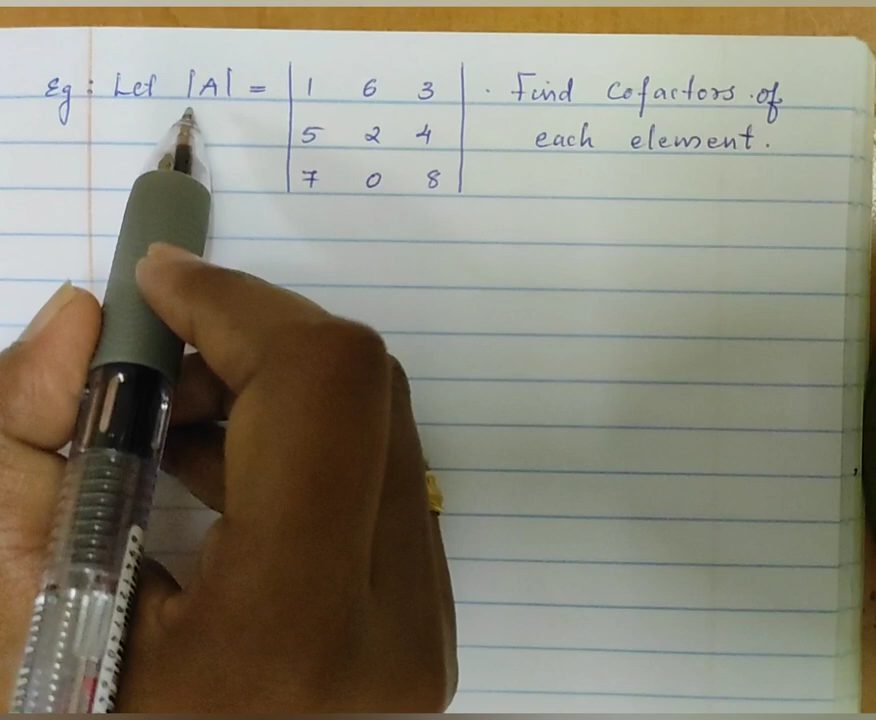 Eg : Let |A| = | 1 6 3 | . Find Cofactors of
| 5 2 4 | each element.
| 7 0 8 |